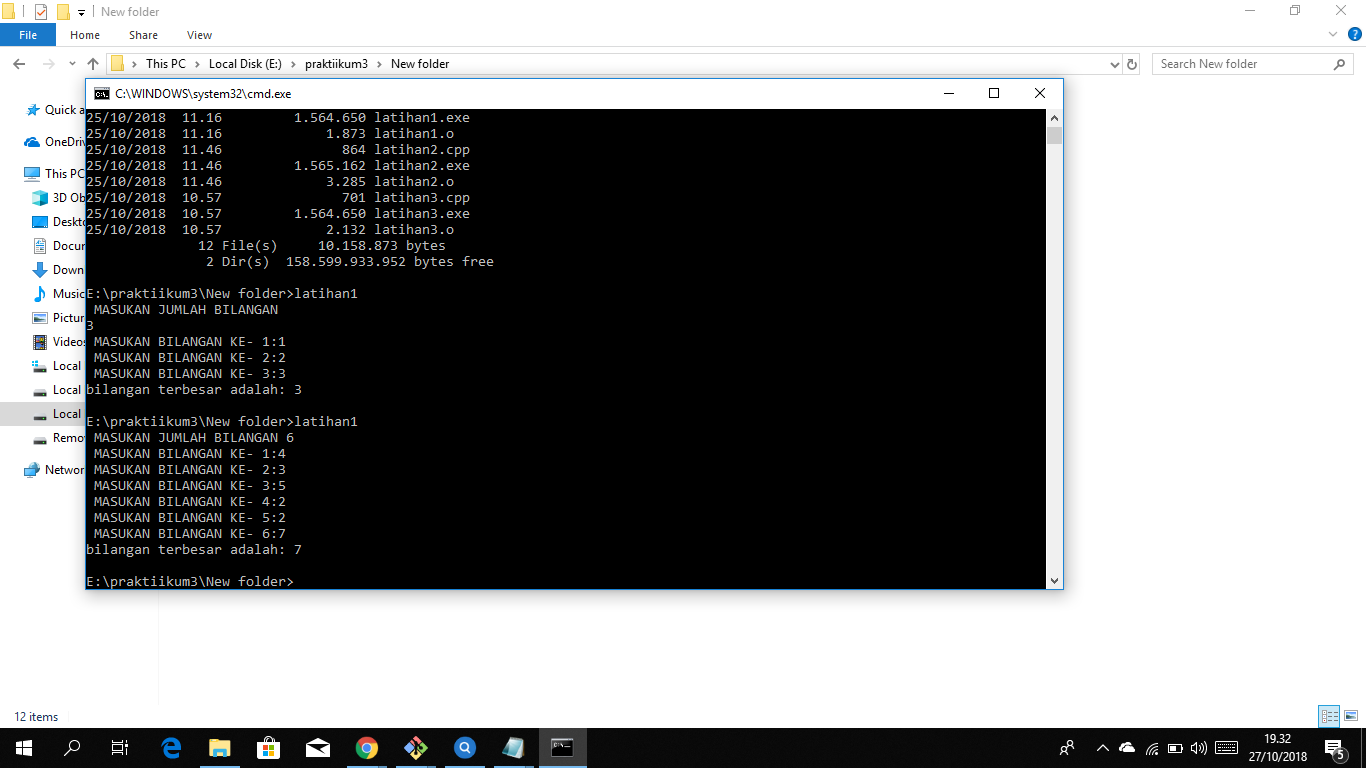 New folder
File Home Share View
This PC Local Disk (E:) praktiikum3 New folder
Search New folder
C:\WINDOWS\system32\cmd.exe
Quick a
OneDriv
This PC
3D Ob
Deskto
Docum
Down
Music
Pictur
Videos
Local
Local
Local
Remo
Networ
25/10/2018 11.16 1.564.650 latihan1.exe
25/10/2018 11.16 1.873 latihan1.o
25/10/2018 11.46 864 latihan2.cpp
25/10/2018 11.46 1.565.162 latihan2.exe
25/10/2018 11.46 3.285 latihan2.o
25/10/2018 10.57 701 latihan3.cpp
25/10/2018 10.57 1.564.650 latihan3.exe
25/10/2018 10.57 2.132 latihan3.o
12 File(s) 10.158.873 bytes
2 Dir(s) 158.599.933.952 bytes free
E:\praktiikum3\New folder>latihan1
MASUKAN JUMLAH BILANGAN
3
MASUKAN BILANGAN KE- 1:1
MASUKAN BILANGAN KE- 2:2
MASUKAN BILANGAN KE- 3:3
bilangan terbesar adalah: 3
E:\praktiikum3\New folder>latihan1
MASUKAN JUMLAH BILANGAN 6
MASUKAN BILANGAN KE- 1:4
MASUKAN BILANGAN KE- 2:3
MASUKAN BILANGAN KE- 3:5
MASUKAN BILANGAN KE- 4:2
MASUKAN BILANGAN KE- 5:2
MASUKAN BILANGAN KE- 6:7
bilangan terbesar adalah: 7
E:\praktiikum3\New folder>
12 items
19.32
27/10/2018
5